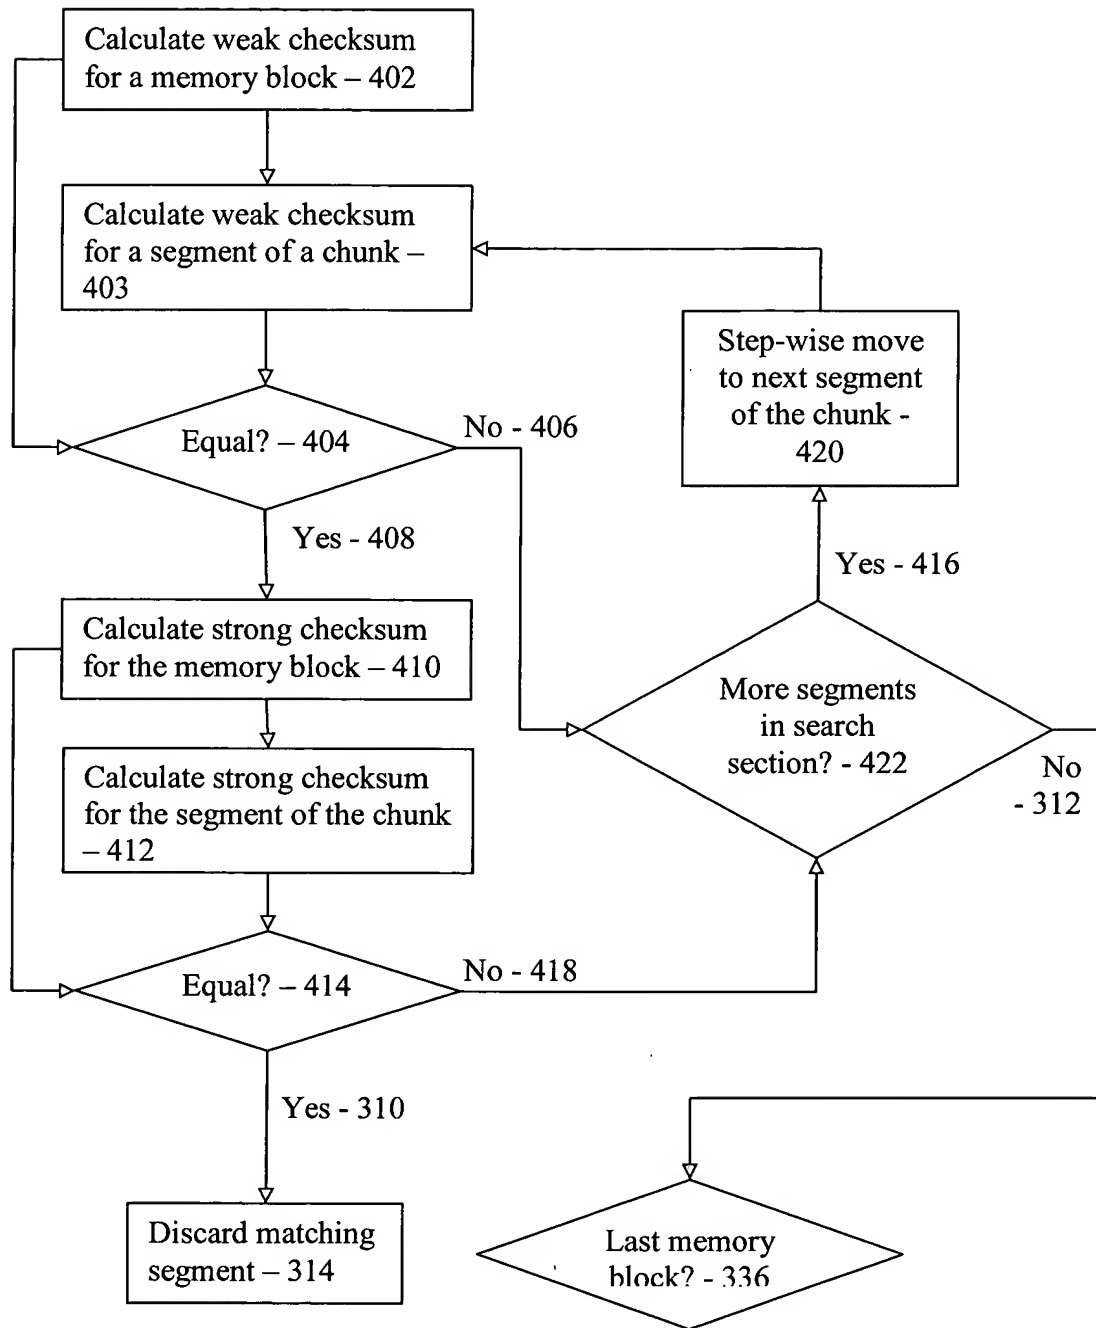 Calculate weak checksum
for a memory block – 402
Calculate weak checksum
for a segment of a chunk –
403
Step-wise move
to next segment
of the chunk -
420
Equal? – 404
No - 406
Yes - 408
Yes - 416
Calculate strong checksum
for the memory block – 410
More segments
in search
section? - 422
No
- 312
Calculate strong checksum
for the segment of the chunk
– 412
Equal? – 414
No - 418
Yes - 310
Discard matching
segment – 314
Last memory
block? - 336